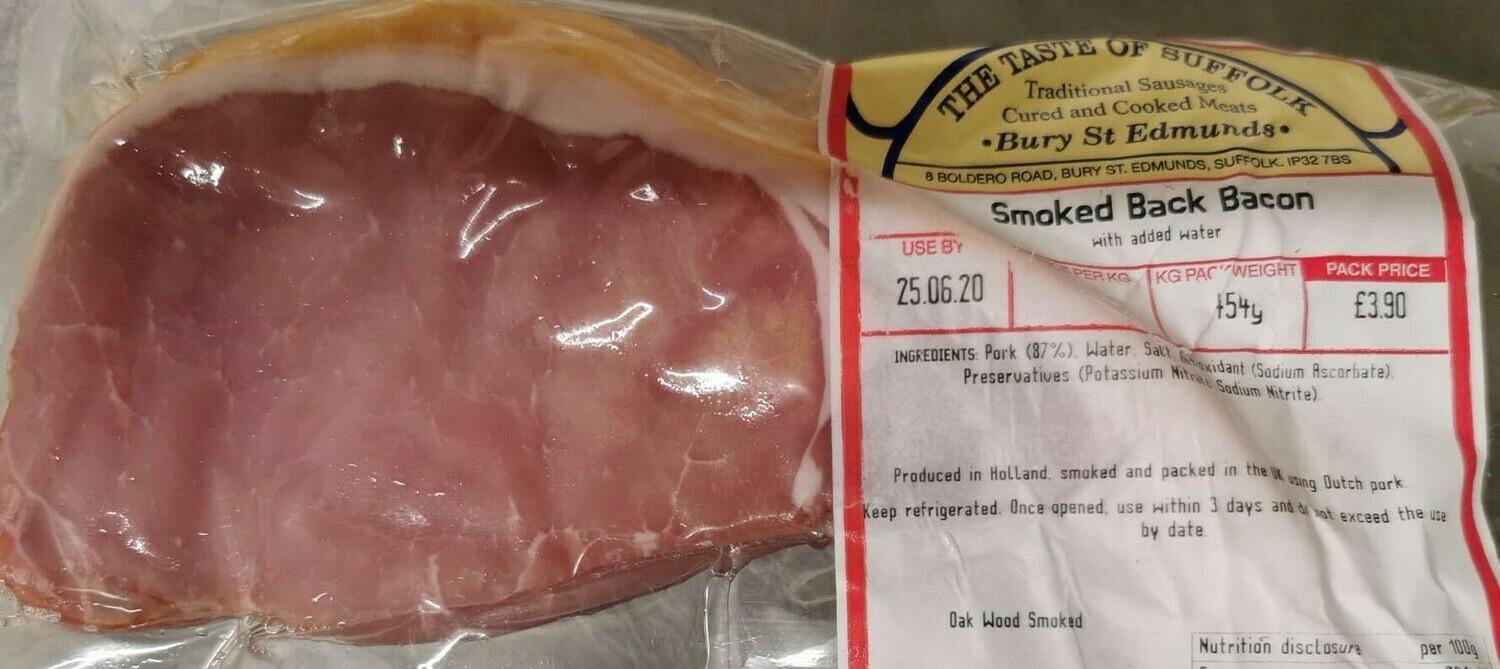 THE TASTE OF SUFFOLK
Traditional Sausages
Cured and Cooked Meats
•Bury St Edmunds•
8 BOLDERO ROAD, BURY ST. EDMUNDS, SUFFOLK. IP32 7BS
Smoked Back Bacon
with added water
USE BY
PER KG
KG PACK WEIGHT
PACK PRICE
25.06.20
454g
£3.90
INGREDIENTS: Pork (87%), Water, Salt, Antioxidant (Sodium Ascorbate),
Preservatives (Potassium Nitrate, Sodium Nitrite).
Produced in Holland, smoked and packed in the UK using Dutch pork.
Keep refrigerated. Once opened, use within 3 days and do not exceed the use
by date.
Oak Wood Smoked
Nutrition disclosure per 100g